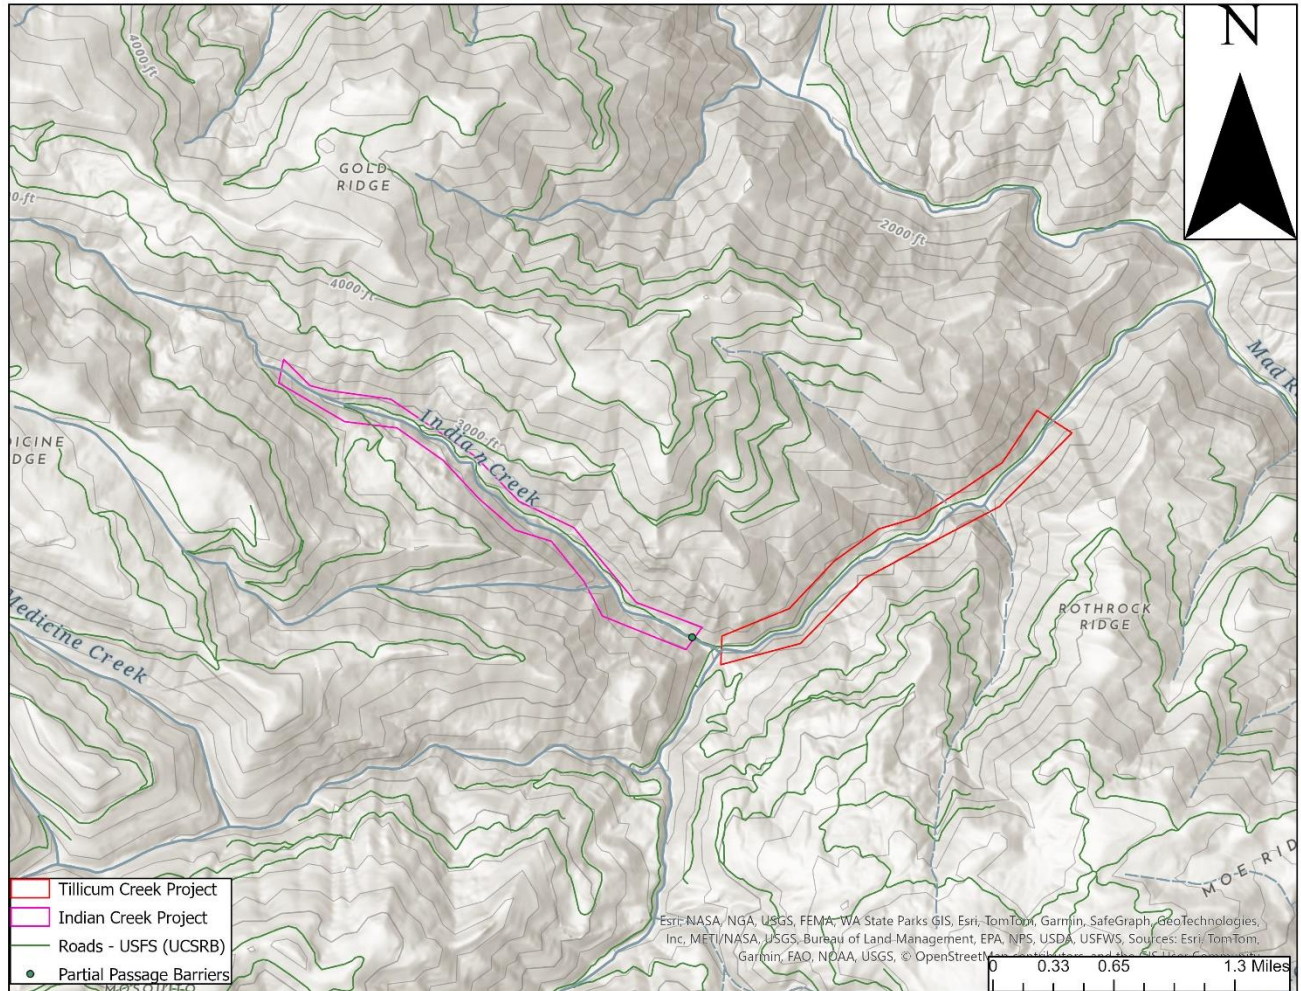 N
4000 ft
GOLD
RIDGE
0-ft
2000 ft
4000 ft
Mad R
3000 ft
Indian Creek
DICINE
DGE
Medicine Creek
ROTHROCK
RIDGE
MOE RID
Tillicum Creek Project
Indian Creek Project
Roads - USFS (UCSRB)
Partial Passage Barriers
Esri, NASA, NGA, USGS, FEMA, WA State Parks GIS, Esri, TomTom, Garmin, SafeGraph, GeoTechnologies,
Inc, METI/NASA, USGS, Bureau of Land Management, EPA, NPS, USDA, USFWS, Sources: Esri, TomTom,
Garmin, FAO, NOAA, USGS, © OpenStreetMap contributors, and the GIS User Community
0 0.33 0.65 1.3 Miles